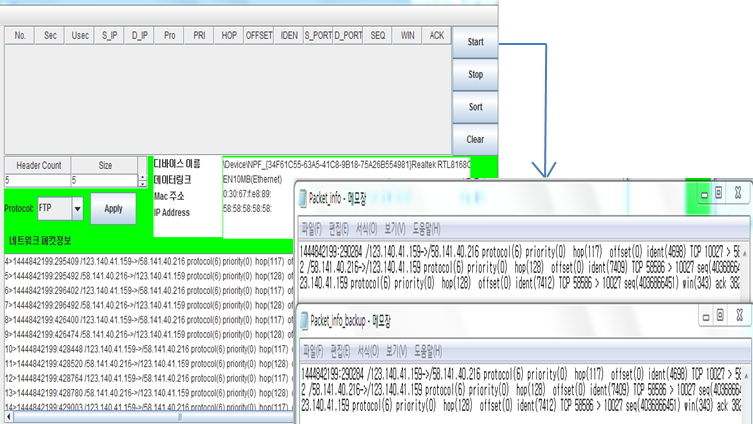 No. Sec Usec S_IP D_IP Pro PRI HOP OFFSET IDEN S_PORT D_PORT SEQ WIN ACK
Start
Stop
Sort
Clear
Header Count Size
5 5
Protocol: FTP Apply
네트워크 패킷정보
디바이스 이름 \Device\NPF_{34F61C55-63A5-41C8-9B18-75A26B554981}Realtek RTL8168C
데이터링크 EN10MB(Ethernet)
Mac 주소 0:30:67:fe8:89:
IP Address 58:58:58:58:58:
4>1444842199:295409 /123.140.41.159->/58.141.40.216 protocol(6) priority(0) hop(117)
5>1444842199:295492 /58.141.40.216->/123.140.41.159 protocol(6) priority(0) hop(128)
6>1444842199:296402 /123.140.41.159->/58.141.40.216 protocol(6) priority(0) hop(117)
7>1444842199:296492 /58.141.40.216->/123.140.41.159 protocol(6) priority(0) hop(128)
8>1444842199:426400 /123.140.41.159->/58.141.40.216 protocol(6) priority(0) hop(117)
9>1444842199:426474 /58.141.40.216->/123.140.41.159 protocol(6) priority(0) hop(128)
10>1444842199:428448 /123.140.41.159->/58.141.40.216 protocol(6) priority(0) hop(117)
11>1444842199:428520 /58.141.40.216->/123.140.41.159 protocol(6) priority(0) hop(128)
12>1444842199:428764 /123.140.41.159->/58.141.40.216 protocol(6) priority(0) hop(117)
13>1444842199:428780 /58.141.40.216->/123.140.41.159 protocol(6) priority(0) hop(128)
14>1444842199:429003 /123.140.41.159->/58.141.40.216 protocol(6) priority(0) hop(117)
Packet_info - 메모장
파일(F) 편집(E) 서식(O) 보기(V) 도움말(H)
1444842199:290284 /123.140.41.159->/58.141.40.216 protocol(6) priority(0) hop(117) offset(0) ident(4698) TCP 10027 > 58
2 /58.141.40.216->/123.140.41.159 protocol(6) priority(0) hop(128) offset(0) ident(7409) TCP 58586 > 10027 seq(40368664
23.140.41.159 protocol(6) priority(0) hop(128) offset(0) ident(7412) TCP 58586 > 10027 seq(4036866451) win(343) ack 382
Packet_info_backup - 메모장
파일(F) 편집(E) 서식(O) 보기(V) 도움말(H)
1444842199:290284 /123.140.41.159->/58.141.40.216 protocol(6) priority(0) hop(117) offset(0) ident(4698) TCP 10027 > 58
2 /58.141.40.216->/123.140.41.159 protocol(6) priority(0) hop(128) offset(0) ident(7409) TCP 58586 > 10027 seq(40368664
23.140.41.159 protocol(6) priority(0) hop(128) offset(0) ident(7412) TCP 58586 > 10027 seq(4036866451) win(343) ack 382